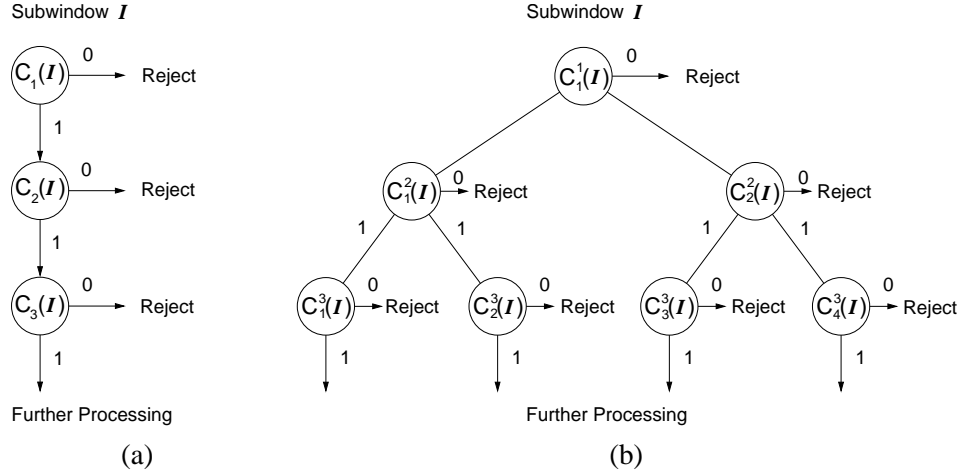 Subwindow I
C₁(I)
0
Reject
1
C₂(I)
0
Reject
1
C₃(I)
0
Reject
1
Further Processing
(a)
Subwindow I
C₁¹(I)
0
Reject
C₁²(I)
0
Reject
C₂²(I)
0
Reject
1
1
1
1
C₁³(I)
0
Reject
C₂³(I)
0
Reject
C₃³(I)
0
Reject
C₄³(I)
0
Reject
1
1
1
1
Further Processing
(b)